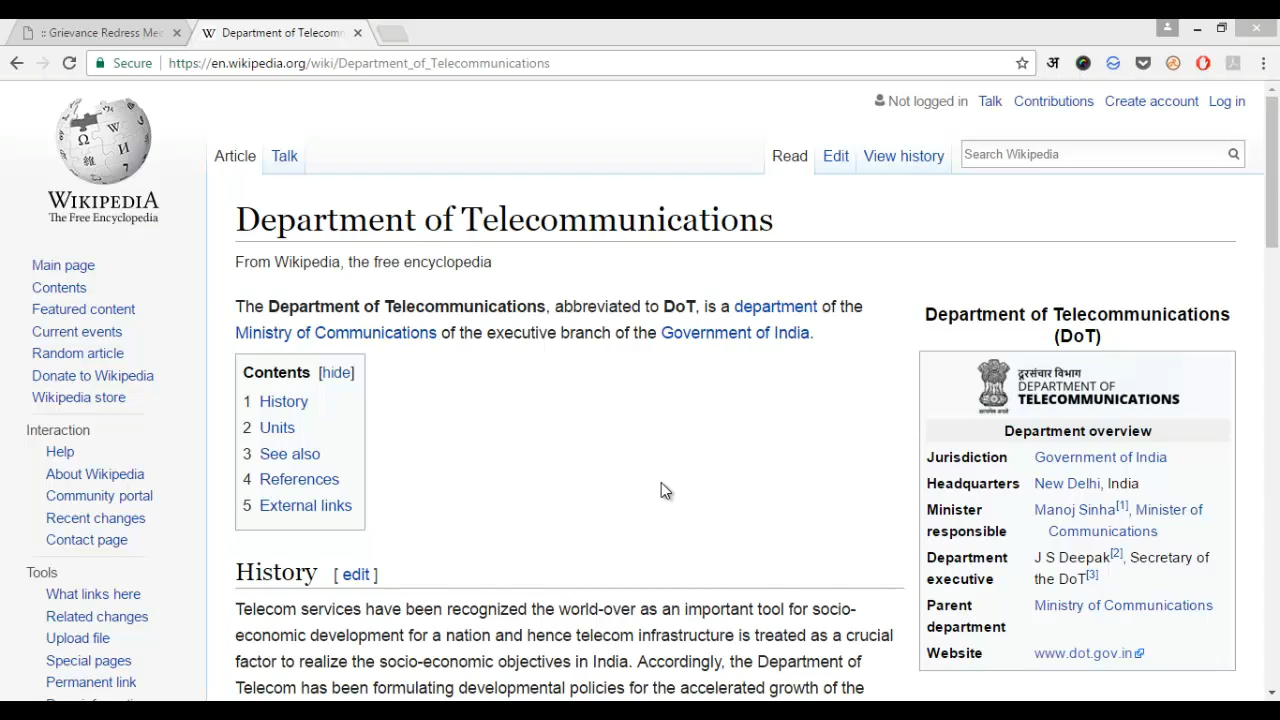 :: Grievance Redress Mec
Department of Telecomm
Secure
https://en.wikipedia.org/wiki/Department_of_Telecommunications
अ
Not logged in Talk Contributions Create account Log in
Article Talk
Read Edit View history
Search Wikipedia
WIKIPEDIA
The Free Encyclopedia
Main page
Contents
Featured content
Current events
Random article
Donate to Wikipedia
Wikipedia store
Interaction
Help
About Wikipedia
Community portal
Recent changes
Contact page
Tools
What links here
Related changes
Upload file
Special pages
Permanent link
Department of Telecommunications
From Wikipedia, the free encyclopedia
The Department of Telecommunications, abbreviated to DoT, is a department of the
Ministry of Communications of the executive branch of the Government of India.
Contents [hide]
1 History
2 Units
3 See also
4 References
5 External links
History [ edit ]
Telecom services have been recognized the world-over as an important tool for socio-
economic development for a nation and hence telecom infrastructure is treated as a crucial
factor to realize the socio-economic objectives in India. Accordingly, the Department of
Telecom has been formulating developmental policies for the accelerated growth of the
Department of Telecommunications
(DoT)
दूरसंचार विभाग
DEPARTMENT OF
TELECOMMUNICATIONS
Department overview
Jurisdiction Government of India
Headquarters New Delhi, India
Minister Manoj Sinha[1], Minister of
responsible Communications
Department J S Deepak[2], Secretary of
executive the DoT[3]
Parent Ministry of Communications
department
Website www.dot.gov.in